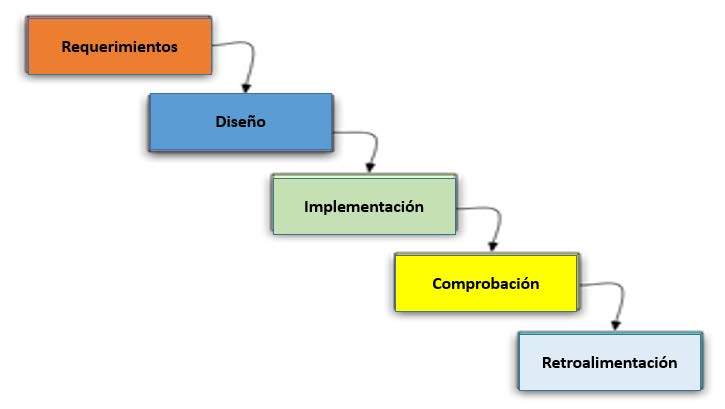 Requerimientos
Diseño
Implementación
Comprobación
Retroalimentación